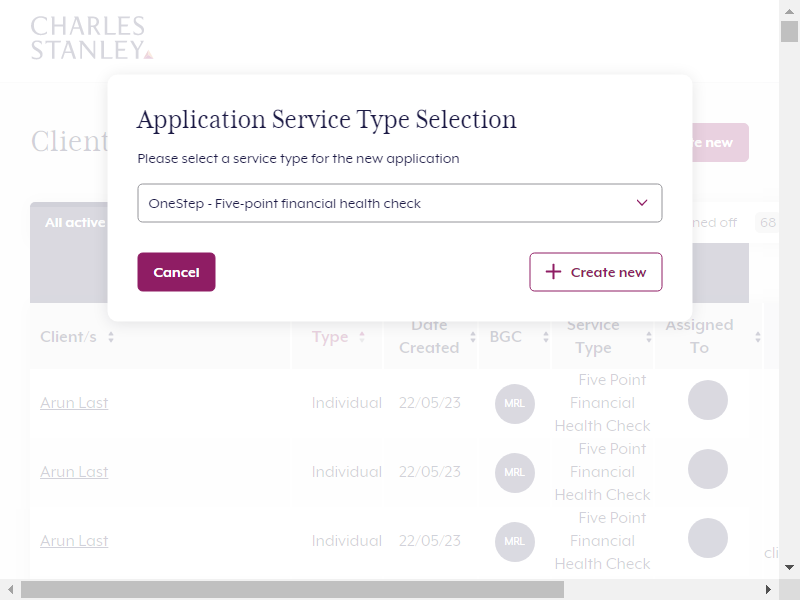 CHARLES
STANLEY
Client
e new
All active
ned off 68
Application Service Type Selection
Please select a service type for the new application
OneStep - Five-point financial health check
Cancel
Create new
Client/s
Type
Date
Created
BGC
Service
Type
Assigned
To
Arun Last
Individual
22/05/23
MRL
Five Point
Financial
Health Check
Arun Last
Individual
22/05/23
MRL
Five Point
Financial
Health Check
Arun Last
Individual
22/05/23
MRL
Five Point
Financial
Health Check
cli